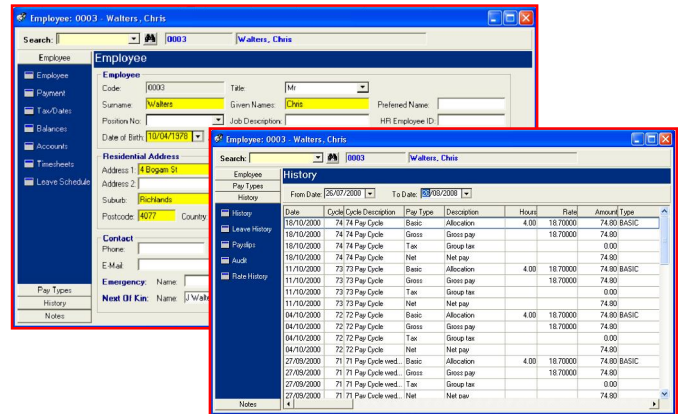 Employee: 0003 - Walters, Chris
Search: 0003 Walters, Chris
Employee
Employee
Payment
Tax/Dates
Balances
Accounts
Timesheets
Leave Schedule
Pay Types
History
Notes
Employee
Employee
Code: 0003 Title: Mr
Surname: Walters Given Names: Chris Preferred Name:
Position No: Job Description: HR Employee ID:
Date of Birth: 10/04/1978
Residential Address
Address 1: 4 Bogam St
Address 2:
Suburb: Richlands
Postcode: 4077 Country:
Contact
Phone:
E-Mail:
Emergency: Name:
Next Of Kin: Name: J Walte
Employee: 0003 - Walters, Chris
Search: 0003 Walters, Chris
Employee
Pay Types
History
History
Leave History
Payslips
Audit
Rate History
Notes
History
From Date: 26/07/2000 To Date: 30/08/2008
Date Cycle Cycle Description Pay Type Description Hours Rate Amount Type
18/10/2000 74 74 Pay Cycle Basic Allocation 4.00 18.70000 74.80 BASIC
18/10/2000 74 74 Pay Cycle Gross Gross pay 18.70000 74.80
18/10/2000 74 74 Pay Cycle Tax Group tax 0.00
18/10/2000 74 74 Pay Cycle Net Net pay 74.80
11/10/2000 73 73 Pay Cycle Basic Allocation 4.00 18.70000 74.80 BASIC
11/10/2000 73 73 Pay Cycle Gross Gross pay 18.70000 74.80
11/10/2000 73 73 Pay Cycle Tax Group tax 0.00
11/10/2000 73 73 Pay Cycle Net Net pay 74.80
04/10/2000 72 72 Pay Cycle Basic Allocation 4.00 18.70000 74.80 BASIC
04/10/2000 72 72 Pay Cycle Gross Gross pay 18.70000 74.80
04/10/2000 72 72 Pay Cycle Tax Group tax 0.00
04/10/2000 72 72 Pay Cycle Net Net pay 74.80
27/09/2000 71 71 Pay Cycle wed... Basic Allocation 4.00 18.70000 74.80 BASIC
27/09/2000 71 71 Pay Cycle wed... Gross Gross pay 18.70000 74.80
27/09/2000 71 71 Pay Cycle wed... Tax Group tax 0.00
27/09/2000 71 71 Pay Cycle wed... Net Net pay 74.80